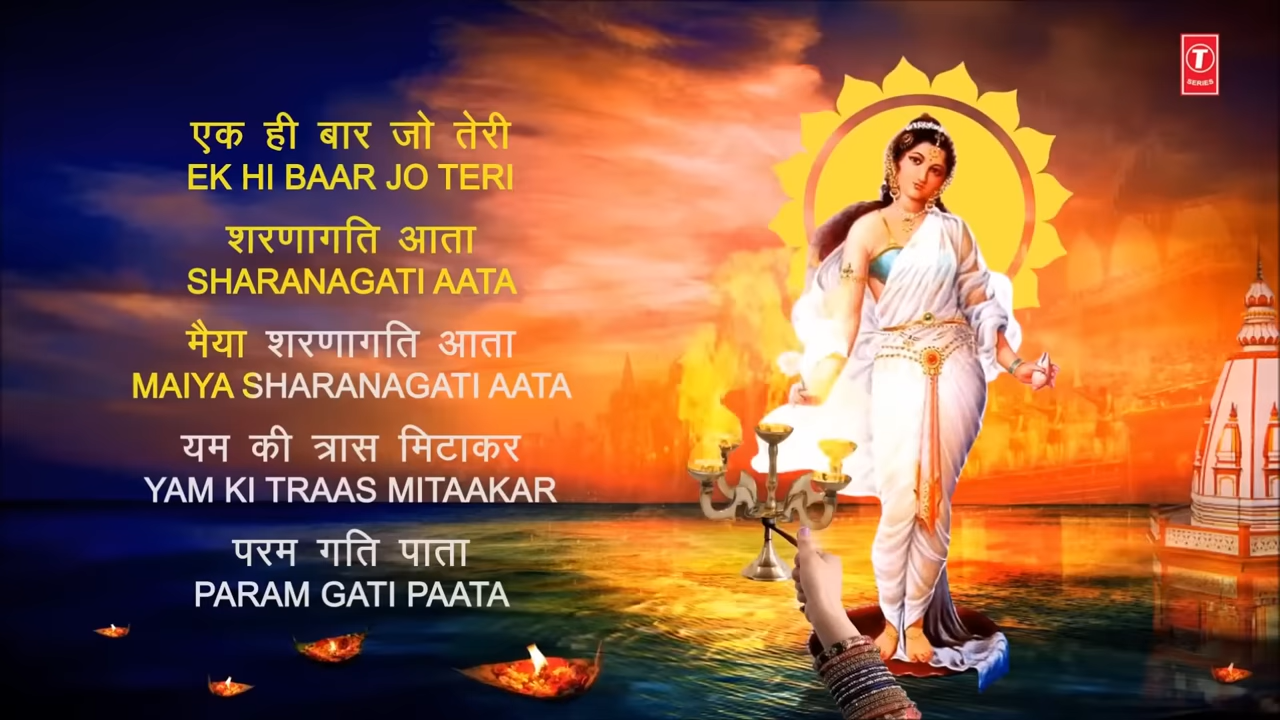 एक ही बार जो तेरी
EK HI BAAR JO TERI
शरणागति आता
SHARANAGATI AATA
मैया शरणागति आता
MAIYA SHARANAGATI AATA
यम की त्रास मिटाकर
YAM KI TRAAS MITAAKAR
परम गति पाता
PARAM GATI PAATA
T
SERIES